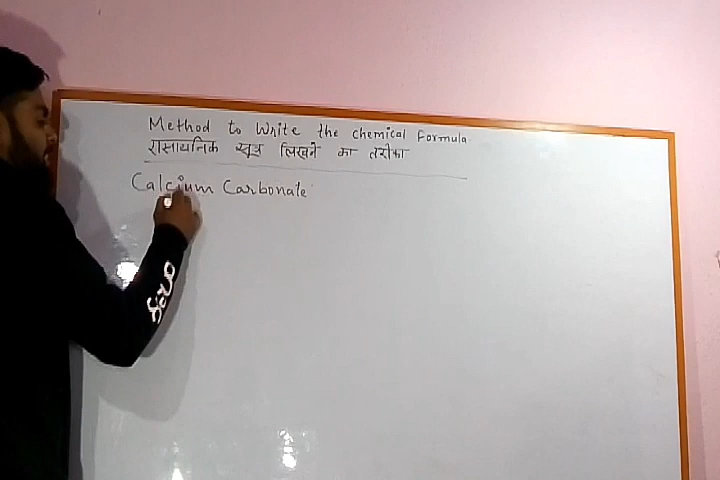 Method to Write the chemical Formula
रासायनिक सूत्र लिखने का तरीका
Calcium Carbonate